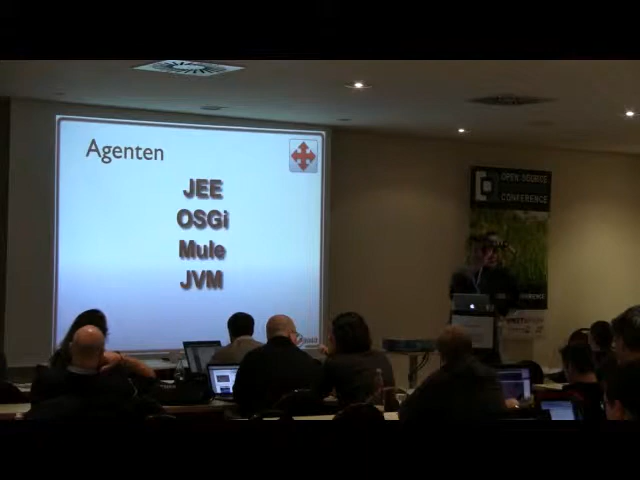 Agenten
JEE
OSGi
Mule
JVM
OPEN SOURCE
CONFERENCE